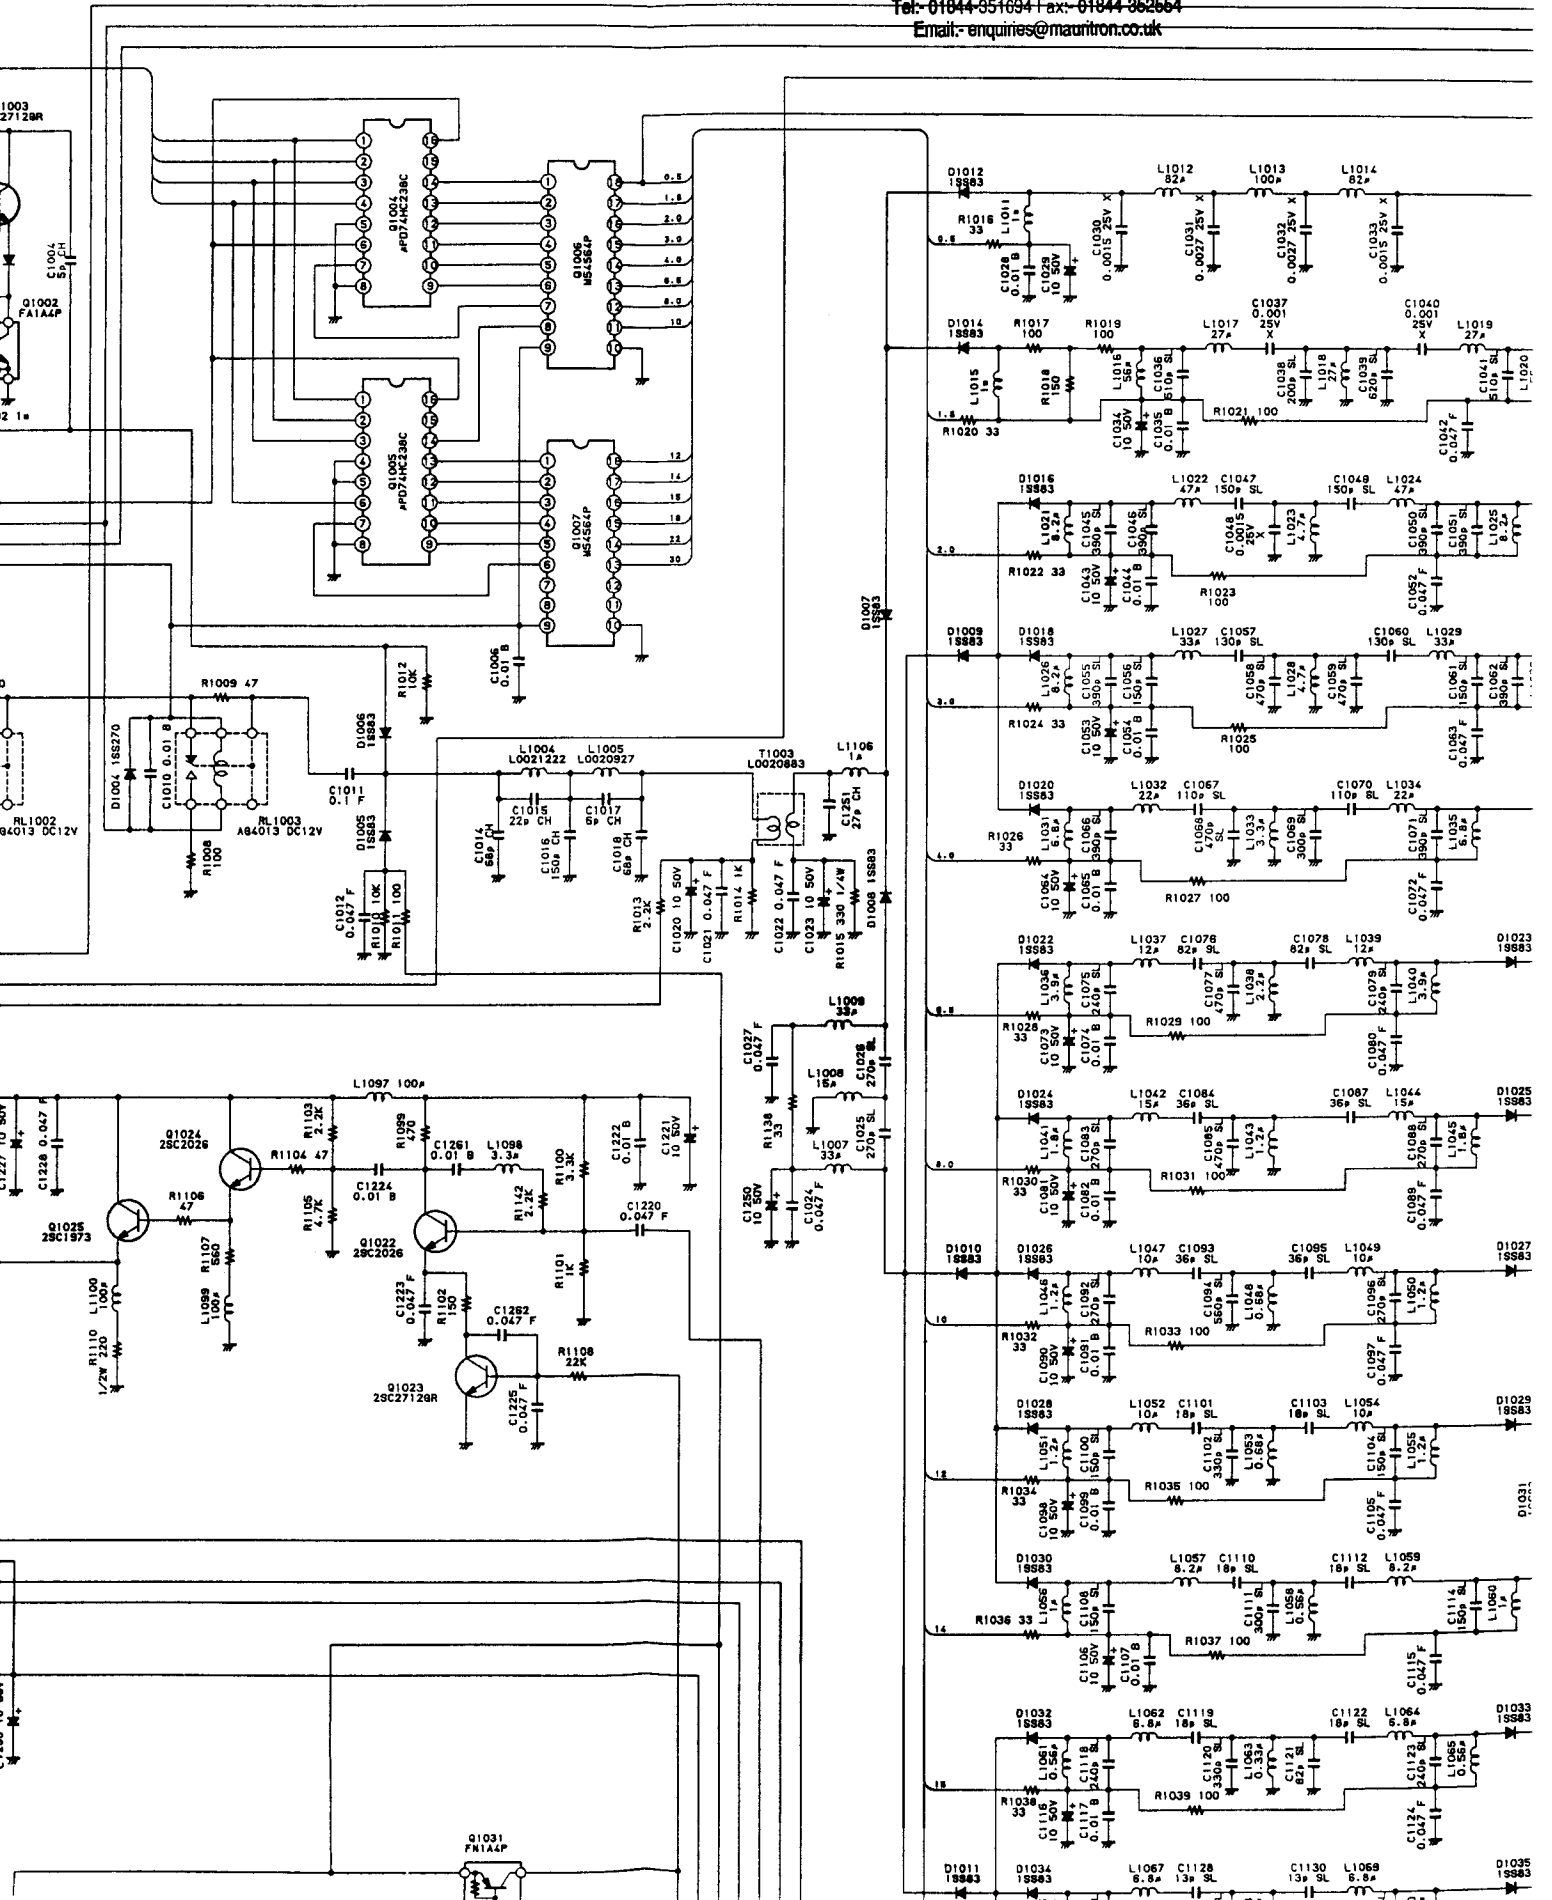 Tel:- 01844-351694 Fax:- 01844-352554
Email:- enquiries@mauritron.co.uk
Q1002
FA1A4P
C1004
5p CH
Q1004
μPD74HC238C
Q1006
M54564P
0.5
1.5
2.0
3.0
4.0
8.0
10
Q1005
μPD74HC238C
Q1007
M54564P
12
14
15
18
22
30
C1006
0.01 B
R1009 47
D1004 1SS270
C1010 0.01 B
RL1002
RL1003
AG4013 DC12V
R1008
100
C1011
0.1 F
R1012
10K
D1006
1SS83
D1005
1SS83
C1012
0.047 F
R1010 10K
R1011 100
L1004
L0021222
L1005
L0020927
C1014
68p CH
C1015
22p CH
C1016
150p CH
C1017
C1018
68p CH
T1003
L0020883
L1106
1μ
C1251
27p CH
R1013
2.2K
C1020 10 50V
C1021 0.047 F
R1014 1K
C1022 0.047 F
C1023 10 50V
R1015 330 1/4W
D1007
1SS83
D1008 1SS83
L1009
33μ
C1027
0.047 F
C1026
270p SL
L1008
15μ
R1138
33
C1025
270p SL
L1007
33μ
C1250
10 50V
C1024
0.047 F
C1228 0.047 F
Q1024
2SC2026
Q1025
2SC1973
R1106
47
R1104 47
R1103
2.2K
R1105
4.7K
R1107
560
L1099
100μ
L1100
100μ
R1110
1/2W 220
L1097 100μ
R1099
470
C1224
0.01 B
C1261
0.01 B
L1098
3.3μ
R1142
2.2K
R1100
3.3K
R1101
1K
C1222
0.01 B
C1221
10 50V
C1220
0.047 F
Q1022
2SC2026
C1223
0.047 F
R1102
150
C1262
0.047 F
R1108
22K
Q1023
2SC2712GR
C1225
0.047 F
Q1031
FN1A4P
D1012
1SS83
R1016
33
L1011
C1028
0.01 B
C1029
10 50V
C1030
0.0015 25V X
L1012
82μ
C1031
0.0027 25V X
L1013
100μ
C1032
0.0027 25V X
L1014
82μ
C1033
0.0015 25V X
D1014
1SS83
R1017
100
R1019
100
L1015
R1018
150
R1020 33
L1016
56μ
C1036
510p SL
C1034
10 50V
C1035
0.01 B
L1017
27μ
C1037
0.001
25V
X
C1038
200p SL
L1018
27μ
C1039
620p SL
R1021 100
C1040
0.001
25V
X
L1019
27μ
C1041
510p SL
L1020
C1042
0.047 F
D1016
1SS83
R1022 33
L1021
8.2μ
C1045
390p SL
C1046
390p SL
C1043
10 50V
C1044
0.01 B
L1022
47μ
C1047
150p SL
C1048
0.0015
25V
X
L1023
4.7μ
C1049
150p SL
L1024
47μ
R1023
100
C1050
390p SL
C1051
390p SL
L1025
8.2μ
C1052
0.047 F
D1009
1SS83
D1018
1SS83
R1024 33
L1026
8.2μ
C1055
390p SL
C1056
150p SL
C1053
10 50V
C1054
0.01 B
L1027
33μ
C1057
130p SL
C1058
470p SL
L1028
4.7μ
C1059
470p SL
R1025
100
C1060
130p SL
L1029
33μ
C1061
150p SL
C1062
390p SL
C1063
0.047 F
D1020
1SS83
R1026
33
L1031
6.8μ
C1066
390p SL
C1064
10 50V
C1065
0.01 B
L1032
22μ
C1067
110p SL
C1068
470p
SL
L1033
3.3μ
C1069
300p SL
R1027 100
C1070
110p SL
L1034
22μ
C1071
390p SL
L1035
6.8μ
C1072
0.047 F
D1022
1SS83
R1028
33
L1036
3.9μ
C1075
240p SL
C1073
10 50V
C1074
0.01 B
L1037
12μ
C1076
82p SL
C1077
470p SL
L1038
2.2μ
R1029 100
C1078
82p SL
L1039
12μ
C1079
240p SL
L1040
3.9μ
C1080
0.047 F
D1023
1SS83
D1024
1SS83
R1030
33
L1041
1.8μ
C1083
270p SL
C1081
10 50V
C1082
0.01 B
L1042
15μ
C1084
36p SL
C1085
470p SL
L1043
1.2μ
R1031 100
C1087
36p SL
L1044
15μ
C1088
270p SL
L1045
1.8μ
C1089
0.047 F
D1025
1SS83
D1010
1SS83
D1026
1SS83
R1032
33
L1046
1.2μ
C1092
270p SL
C1090
10 50V
C1091
0.01 B
L1047
10μ
C1093
36p SL
C1094
560p SL
L1048
0.68μ
R1033 100
C1095
36p SL
L1049
10μ
C1096
270p SL
L1050
1.2μ
C1097
0.047 F
D1027
1SS83
D1028
1SS83
R1034
33
L1051
1.2μ
C1100
150p SL
C1098
10 50V
C1099
0.01 B
L1052
10μ
C1101
18p SL
C1102
330p SL
L1053
0.68μ
R1035 100
C1103
18p SL
L1054
10μ
C1104
150p SL
L1055
1.2μ
C1105
0.047 F
D1029
1SS83
D1031
D1030
1SS83
R1036 33
L1056
1μ
C1108
150p SL
C1106
10 50V
C1107
0.01 B
L1057
8.2μ
C1110
18p SL
C1111
300p SL
L1058
0.56μ
R1037 100
C1112
18p SL
L1059
8.2μ
C1114
150p SL
L1060
1μ
C1115
0.047 F
D1032
1SS83
R1038
33
L1061
0.56μ
C1118
240p SL
C1116
10 50V
C1117
0.01 B
L1062
6.8μ
C1119
18p SL
C1120
330p SL
L1063
0.33μ
C1121
82p SL
R1039 100
C1122
18p SL
L1064
6.8μ
C1123
240p SL
L1065
0.56μ
C1124
0.047 F
D1033
1SS83
D1011
1SS83
D1034
1SS83
L1067
6.8μ
C1128
13p SL
C1130
13p SL
L1069
6.8μ
D1035
1SS83